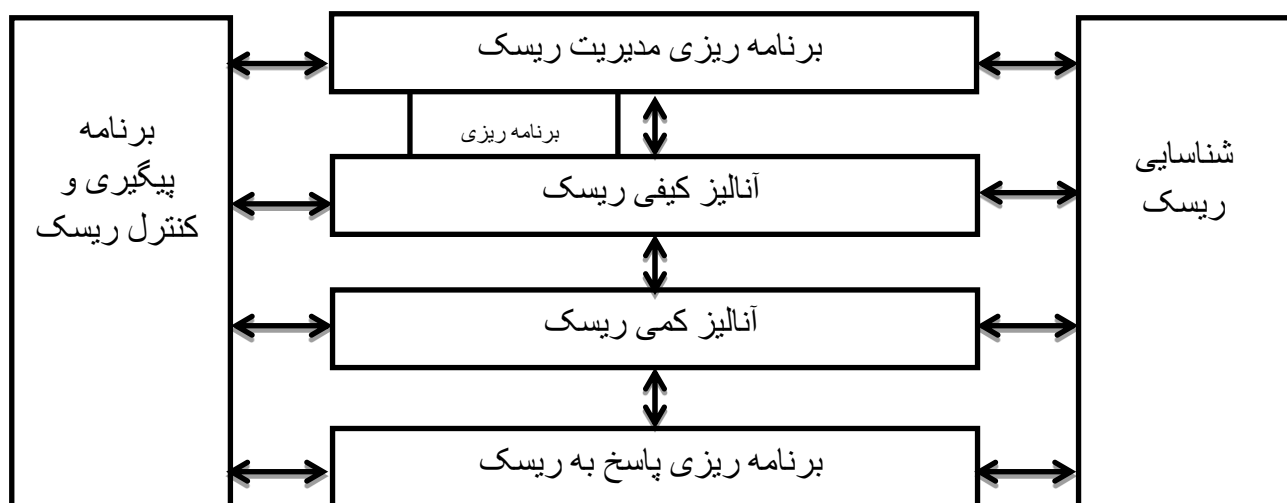 برنامه ریزی مدیریت ریسک
برنامه ریزی
شناسایی
ریسک
آنالیز کیفی ریسک
آنالیز کمی ریسک
برنامه ریزی پاسخ به ریسک
برنامه
پیگیری و
کنترل ریسک